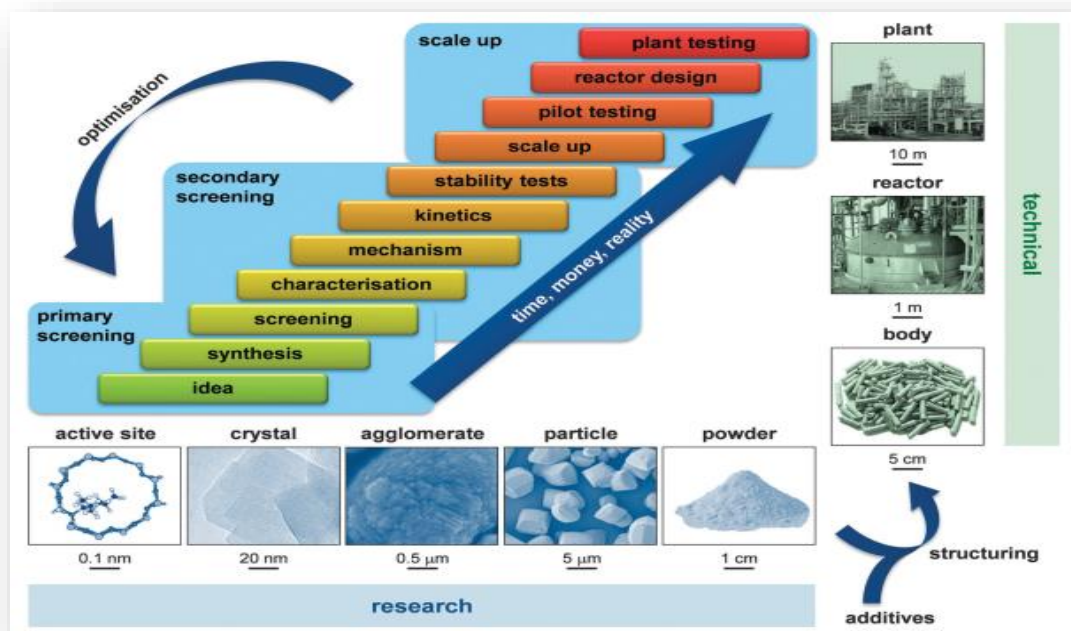 scale up
plant testing
reactor design
pilot testing
scale up
optimisation
secondary
screening
stability tests
kinetics
mechanism
characterisation
primary
screening
screening
synthesis
idea
time, money, reality
plant
10 m
reactor
1 m
body
5 cm
technical
active site
crystal
agglomerate
particle
powder
0.1 nm
20 nm
0.5 μm
5 μm
1 cm
structuring
additives
research